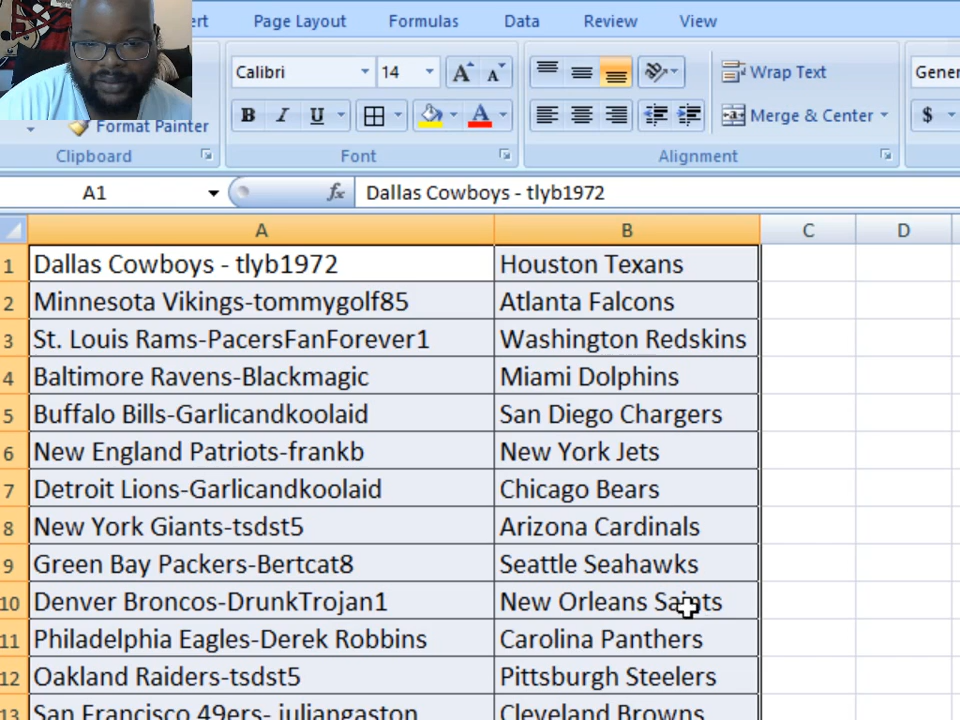 rt Page Layout Formulas Data Review View
Calibri 14 A A Wrap Text Gener
B I U A Merge & Center $
Format Painter
Clipboard Font Alignment
A1 fx Dallas Cowboys - tlyb1972
A B C D
1 Dallas Cowboys - tlyb1972 Houston Texans
2 Minnesota Vikings-tommygolf85 Atlanta Falcons
3 St. Louis Rams-PacersFanForever1 Washington Redskins
4 Baltimore Ravens-Blackmagic Miami Dolphins
5 Buffalo Bills-Garlicandkoolaid San Diego Chargers
6 New England Patriots-frankb New York Jets
7 Detroit Lions-Garlicandkoolaid Chicago Bears
8 New York Giants-tsdst5 Arizona Cardinals
9 Green Bay Packers-Bertcat8 Seattle Seahawks
10 Denver Broncos-DrunkTrojan1 New Orleans Saints
11 Philadelphia Eagles-Derek Robbins Carolina Panthers
12 Oakland Raiders-tsdst5 Pittsburgh Steelers
13 San Francisco 49ers- juliangaston Cleveland Browns